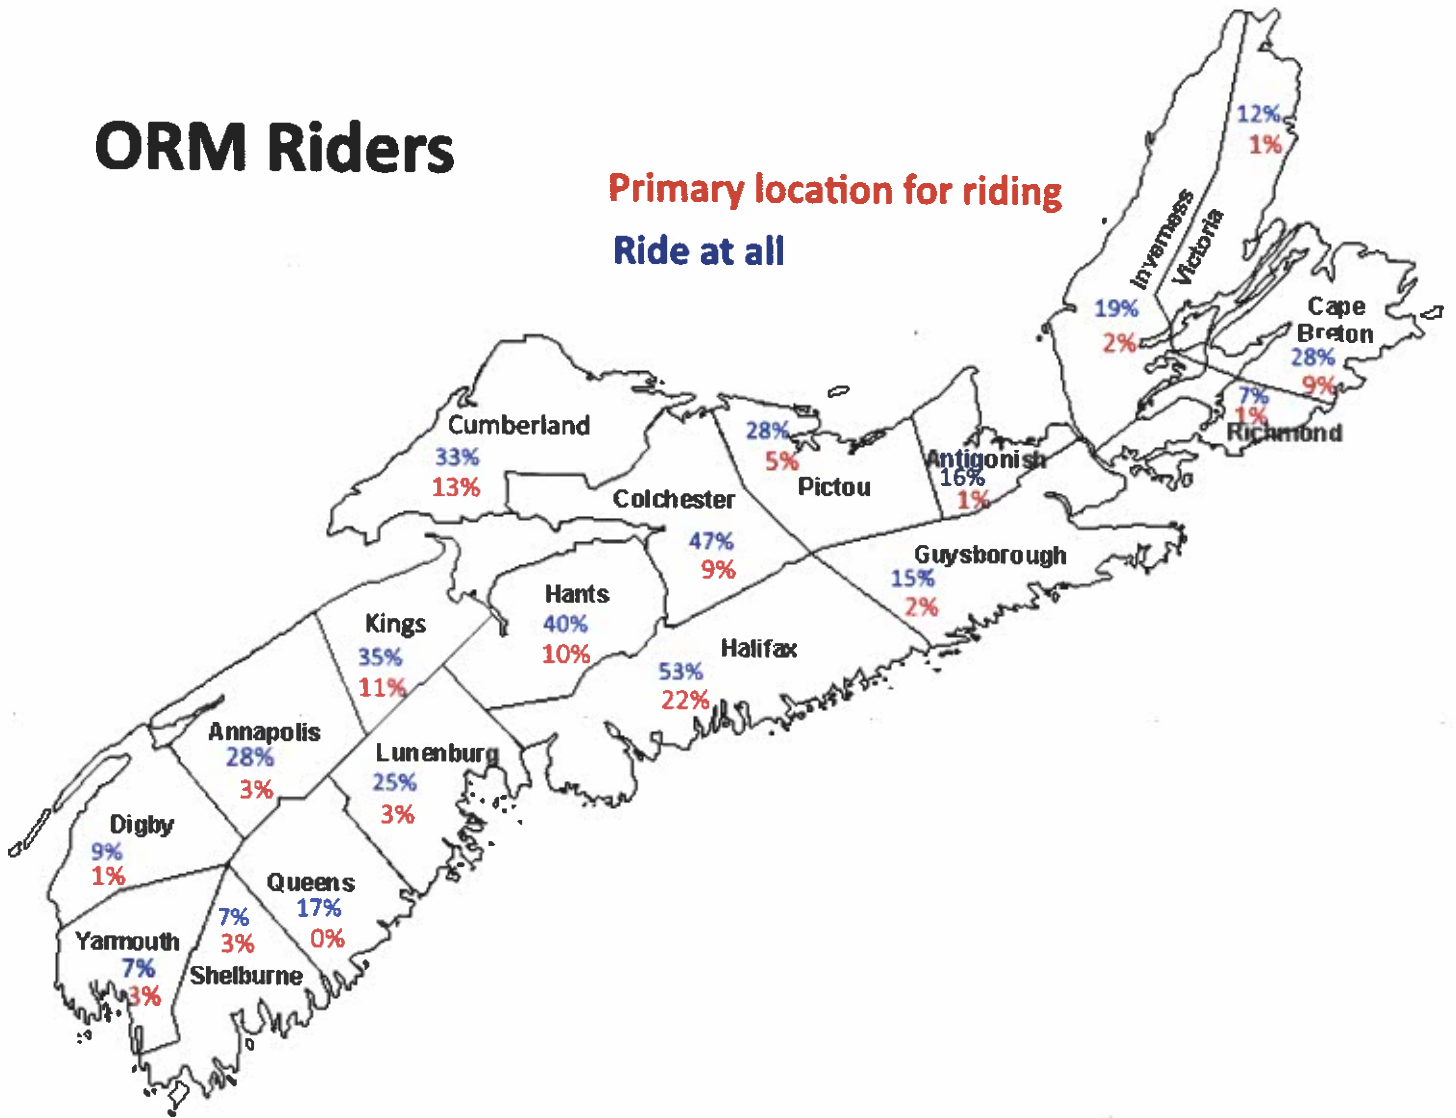 ORM Riders
Primary location for riding
Ride at all
12%
1%
Inverness
Victoria
19%
2%
Cape
Breton
28%
9%
7%
1%
Richmond
Cumberland
33%
13%
28%
5%
Pictou
Antigonish
16%
1%
Colchester
47%
9%
Guysborough
15%
2%
Hants
40%
10%
Kings
35%
11%
Halifax
53%
22%
Annapolis
28%
3%
Lunenburg
25%
3%
Digby
9%
1%
Queens
17%
0%
7%
3%
Shelburne
Yarmouth
7%
3%